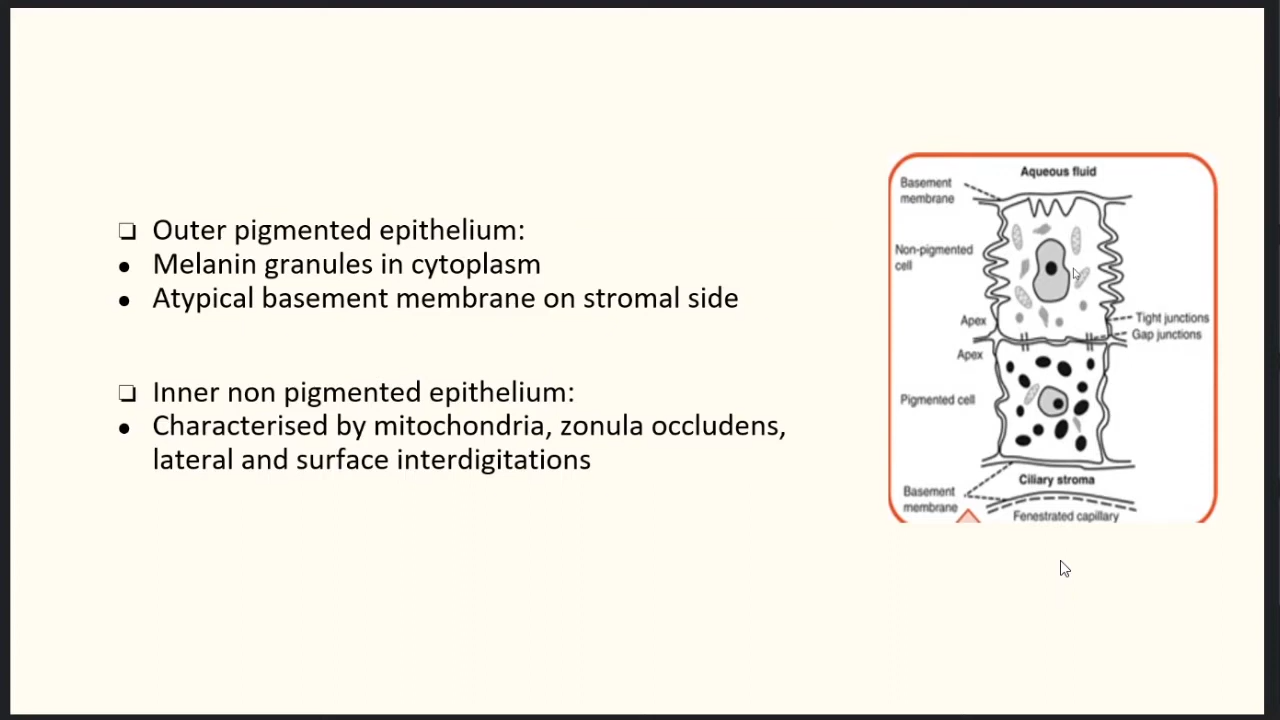 Outer pigmented epithelium:
Melanin granules in cytoplasm
Atypical basement membrane on stromal side
Inner non pigmented epithelium:
Characterised by mitochondria, zonula occludens,
lateral and surface interdigitations
Aqueous fluid
Basement
membrane
Non-pigmented
cell
Apex
Tight junctions
Gap junctions
Apex
Pigmented cell
Ciliary stroma
Basement
membrane
Fenestrated capillary